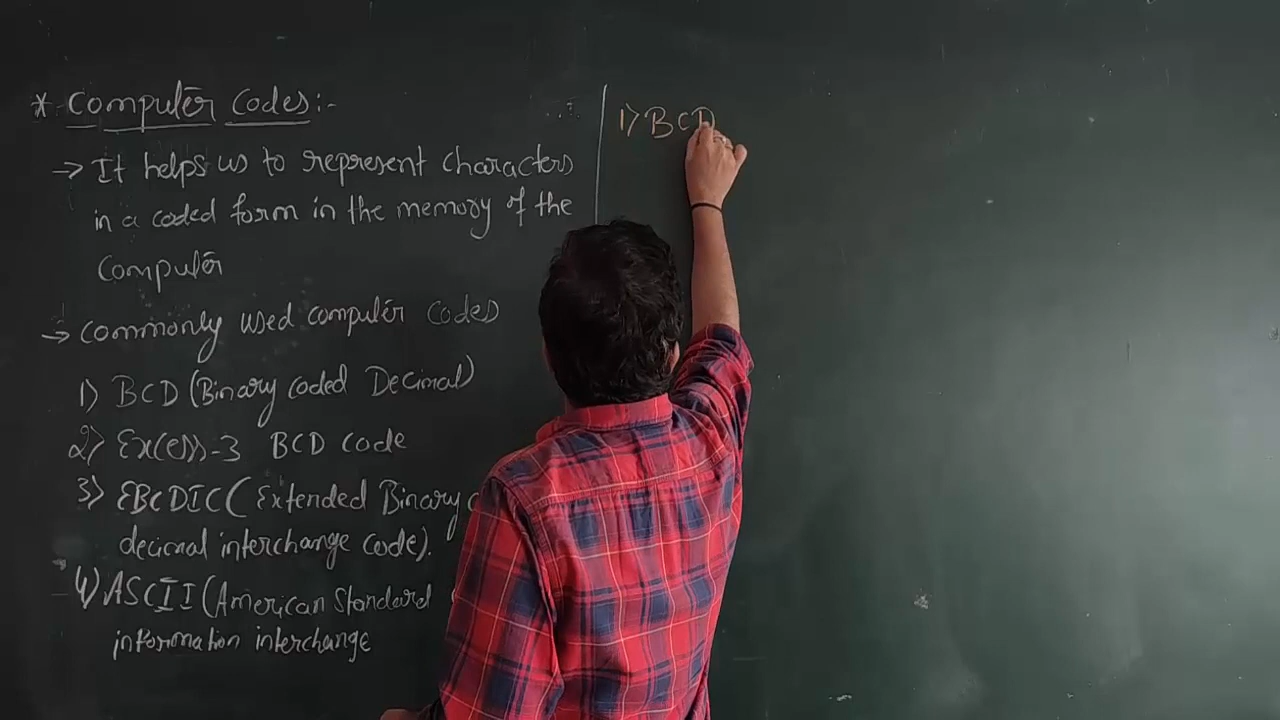 * Computer Codes:-
→ It helps us to represent characters
in a coded form in the memory of the
Computer
→ Commonly used computer codes
1) BCD (Binary coded Decimal)
2) Excess-3 BCD code
3) EBCDIC ( Extended Binary
decimal interchange code).
4) ASCII (American Standard
information interchange
1) BCD